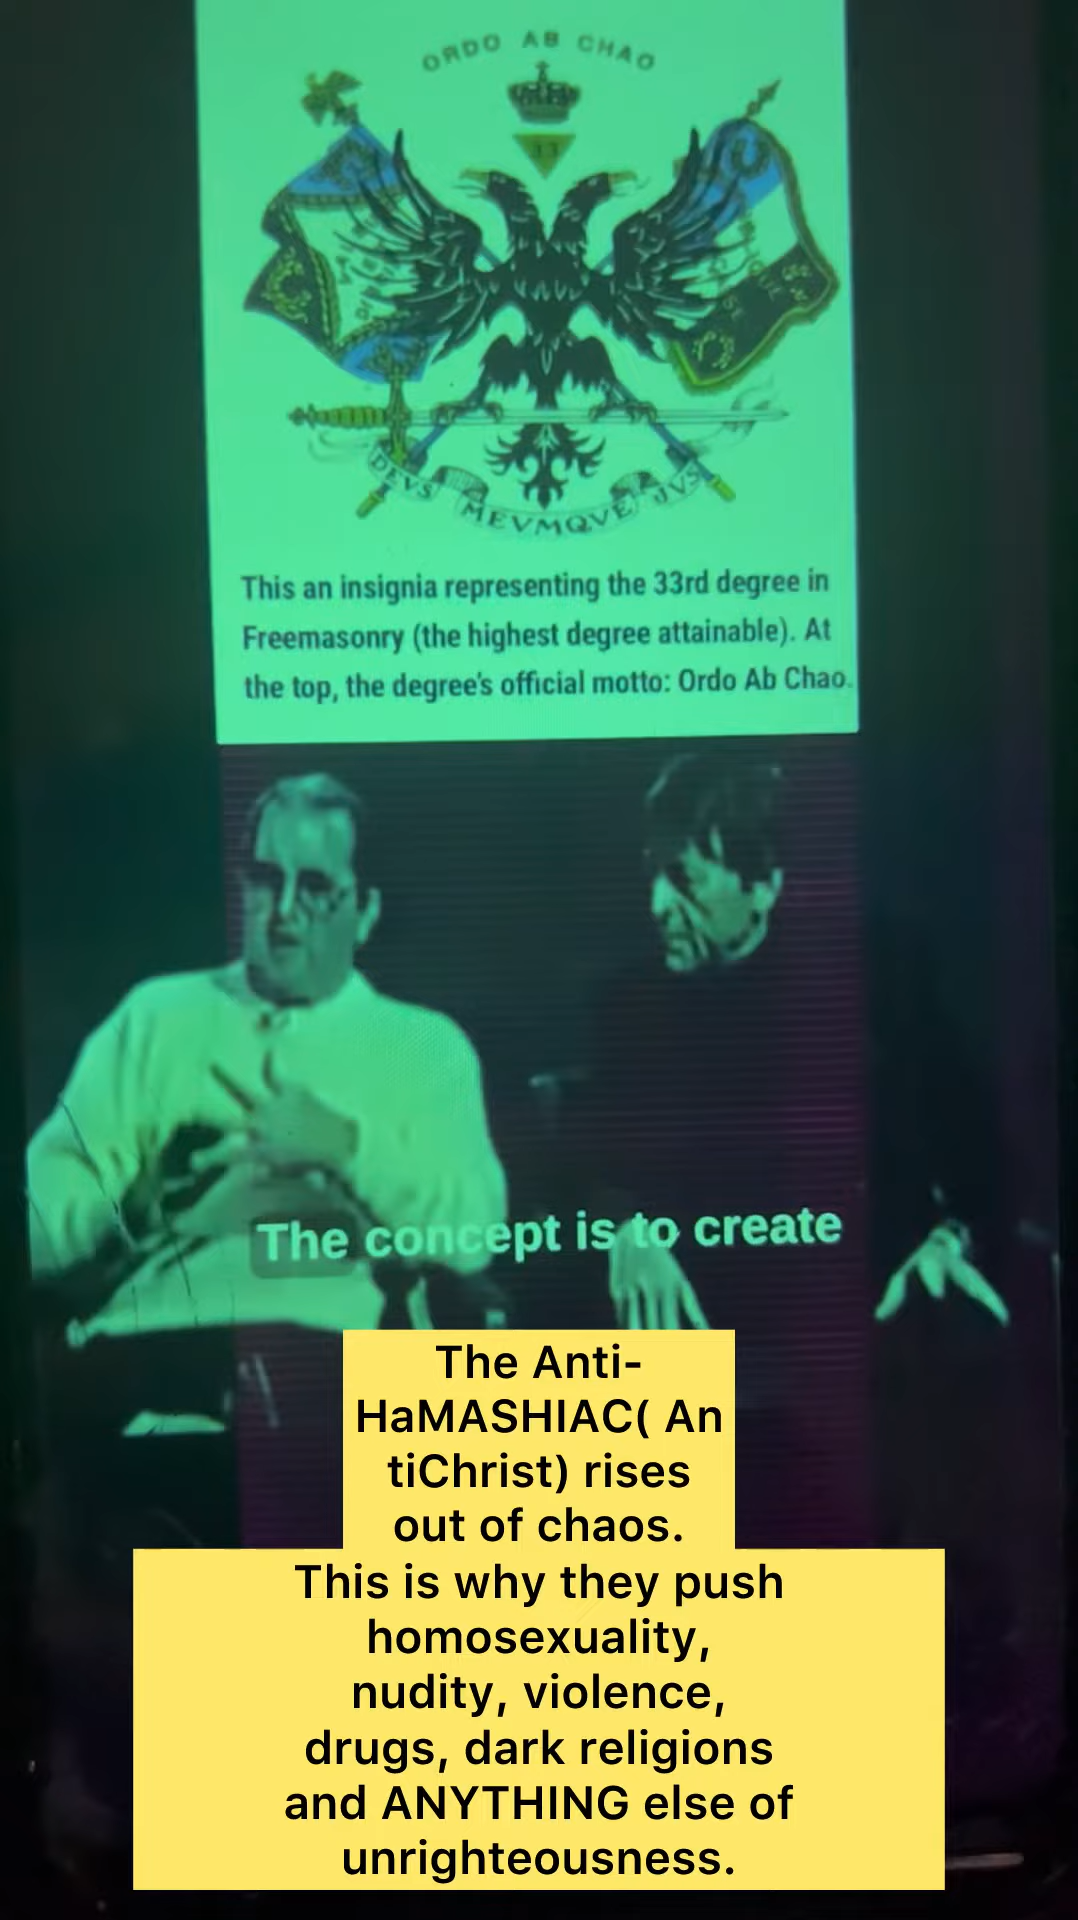 ORDO AB CHAO
33
DEVS MEVMQVE JVS
This an insignia representing the 33rd degree in
Freemasonry (the highest degree attainable). At
the top, the degree's official motto: Ordo Ab Chao.
The concept is to create
The Anti-
HaMASHIAC( An
tiChrist) rises
out of chaos.
This is why they push
homosexuality,
nudity, violence,
drugs, dark religions
and ANYTHING else of
unrighteousness.